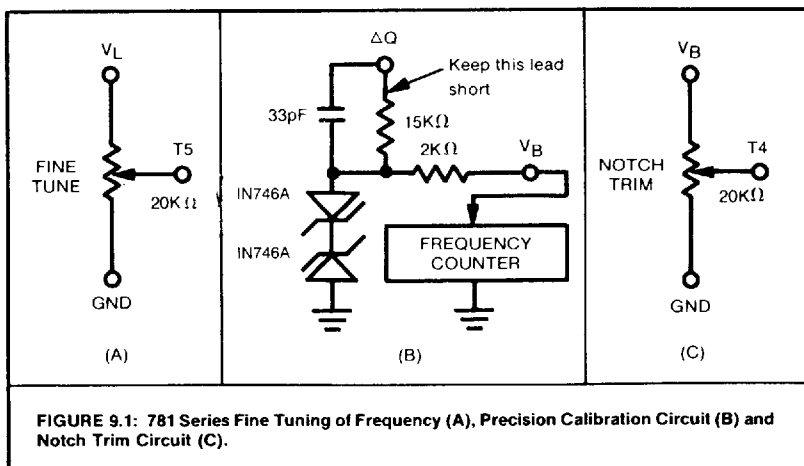 VL
FINE
TUNE
T5
20KΩ
GND
(A)
ΔQ
Keep this lead
short
33pF
15KΩ
2KΩ
VB
IN746A
IN746A
FREQUENCY
COUNTER
(B)
VB
NOTCH
TRIM
T4
20KΩ
GND
(C)
FIGURE 9.1: 781 Series Fine Tuning of Frequency (A), Precision Calibration Circuit (B) and
Notch Trim Circuit (C).